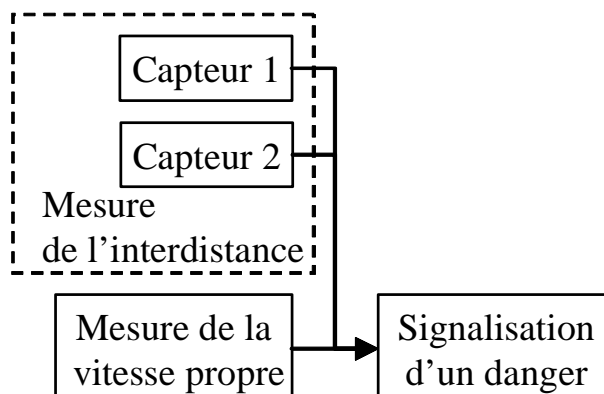 Capteur 1
Capteur 2
Mesure
de l’interdistance
Mesure de la
vitesse propre
Signalisation
d’un danger